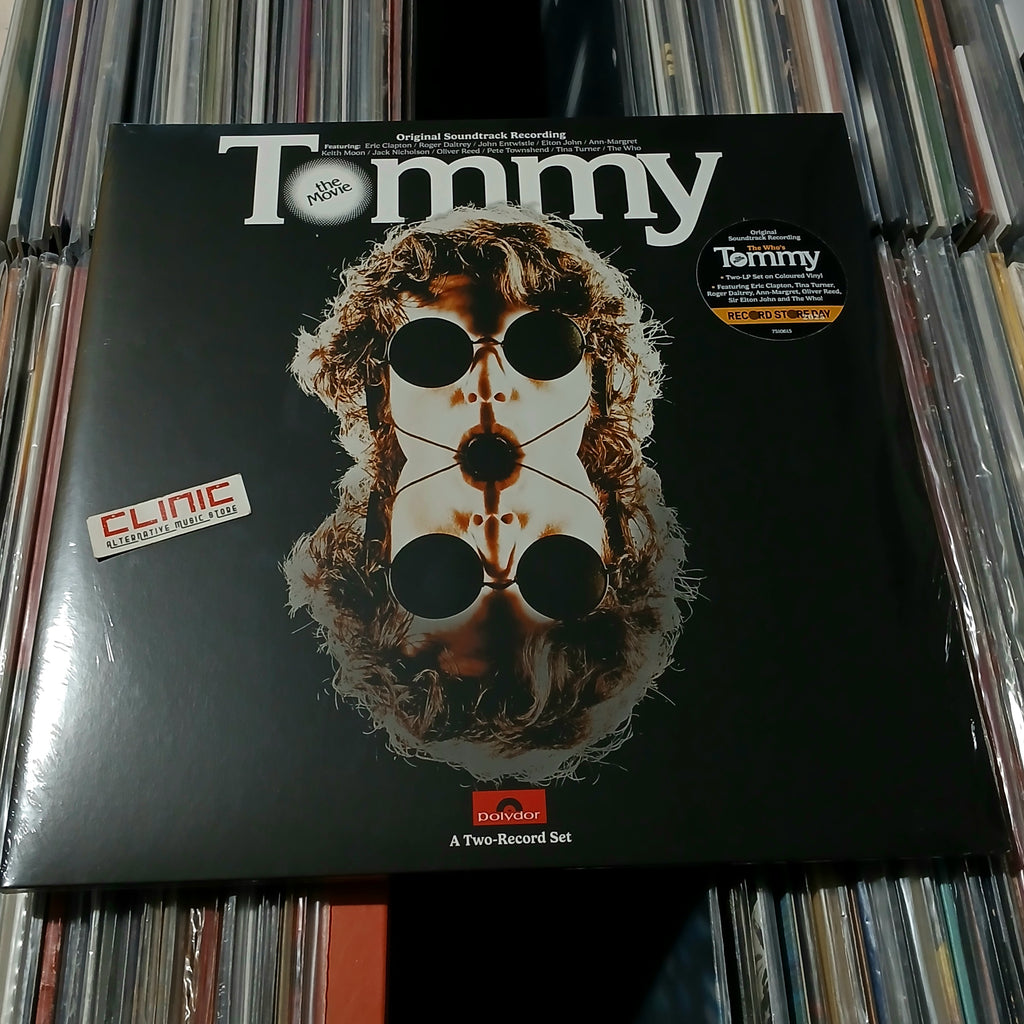 Original Soundtrack Recording
Featuring: Eric Clapton / Roger Daltrey / John Entwistle / Elton John / Ann-Margret
Keith Moon / Jack Nicholson / Oliver Reed / Pete Townshend / Tina Turner / The Who
Tommy
the
Movie
Original
Soundtrack Recording
The Who's
Tommy
• Two-LP Set on Coloured Vinyl
• Featuring Eric Clapton, Tina Turner,
Roger Daltrey, Ann-Margret, Oliver Reed,
Sir Elton John and The Who!
RECORD STORE DAY
7510615
CLINIC
ALTERNATIVE MUSIC STORE
polydor
A Two-Record Set